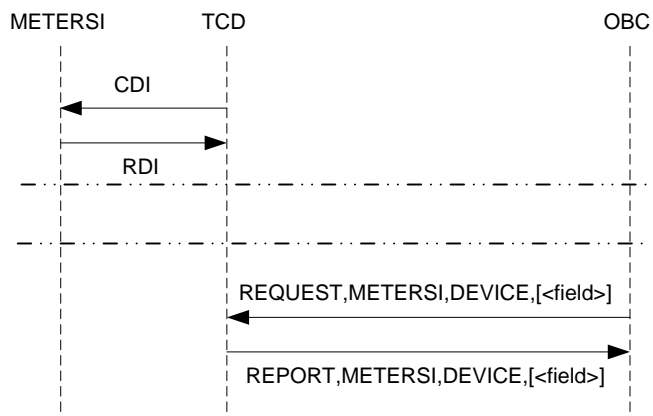 METERSI TCD OBC
CDI
RDI
REQUEST,METERSI,DEVICE,[<field>]
REPORT,METERSI,DEVICE,[<field>]